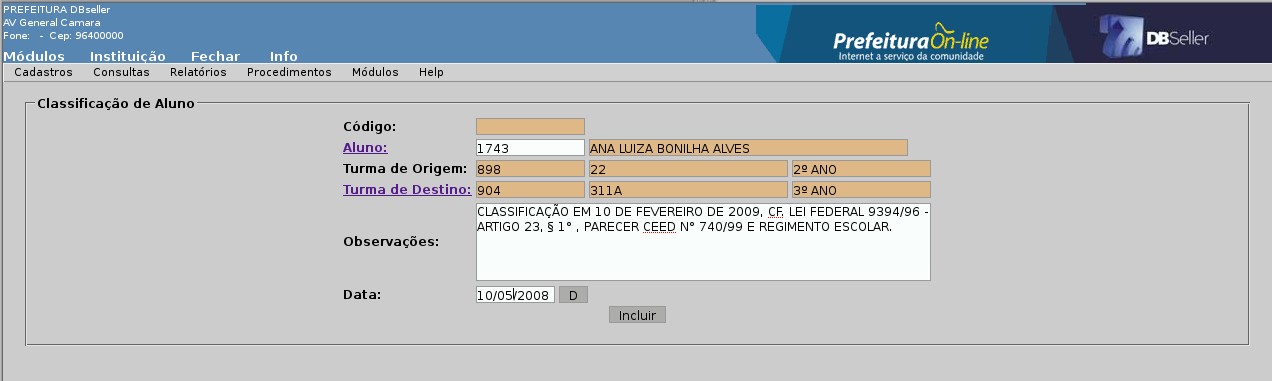 PREFEITURA DBseller
AV General Camara
Fone: - Cep: 96400000
Prefeitura On-line
Internet a serviço da comunidade
DBSeller
Módulos Instituição Fechar Info
Cadastros Consultas Relatórios Procedimentos Módulos Help
Classificação de Aluno
Código:
Aluno: 1743 ANA LUIZA BONILHA ALVES
Turma de Origem: 898 22 2º ANO
Turma de Destino: 904 311A 3º ANO
Observações:
CLASSIFICAÇÃO EM 10 DE FEVEREIRO DE 2009, CF. LEI FEDERAL 9394/96 -
ARTIGO 23, § 1° , PARECER CEED N° 740/99 E REGIMENTO ESCOLAR.
Data: 10/05/2008 D
Incluir